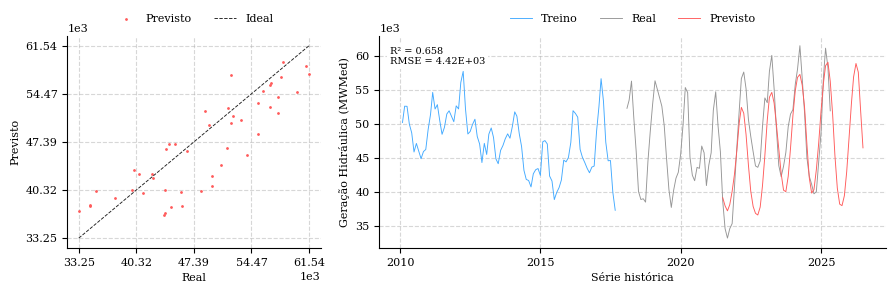 Previsto Ideal
1e3
61.54
54.47
47.39
40.32
33.25
Previsto
33.25 40.32 47.39 54.47 61.54
1e3
Real
Treino Real Previsto
1e3
R² = 0.658
RMSE = 4.42E+03
60
55
50
45
40
35
Geração Hidráulica (MWMed)
2010 2015 2020 2025
Série histórica